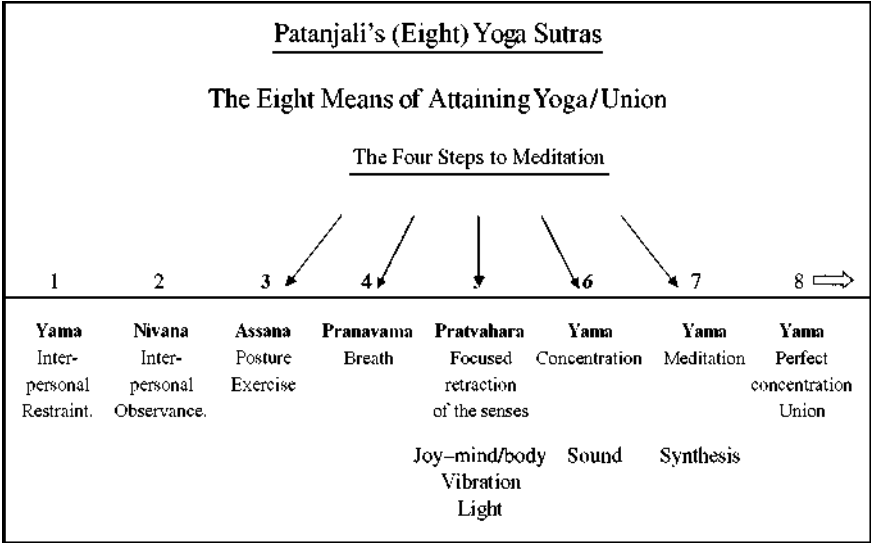 Patanjali's (Eight) Yoga Sutras
The Eight Means of Attaining Yoga/Union
The Four Steps to Meditation
1 2 3 4 5 6 7 8
Yama Nivana Assana Pranavama Pratvahara Yama Yama Yama
Inter- Inter- Posture Breath Focused Concentration Meditation Perfect
personal personal Exercise retraction concentration
Restraint. Observance. of the senses Union
Joy–mind/body Sound Synthesis
Vibration
Light